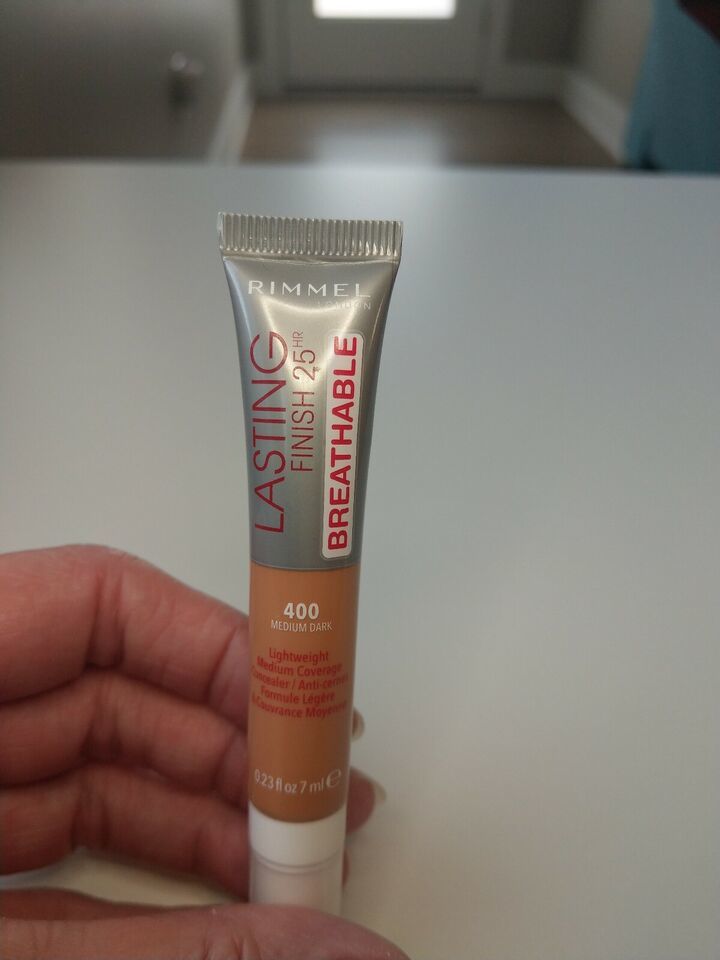 RIMMEL
LONDON
LASTING
FINISH 25HR
BREATHABLE
400
MEDIUM DARK
Lightweight
Medium Coverage
Concealer / Anti-cernes
Formule Légère
à Couvrance Moyenne
0.23 fl oz 7 ml ℮